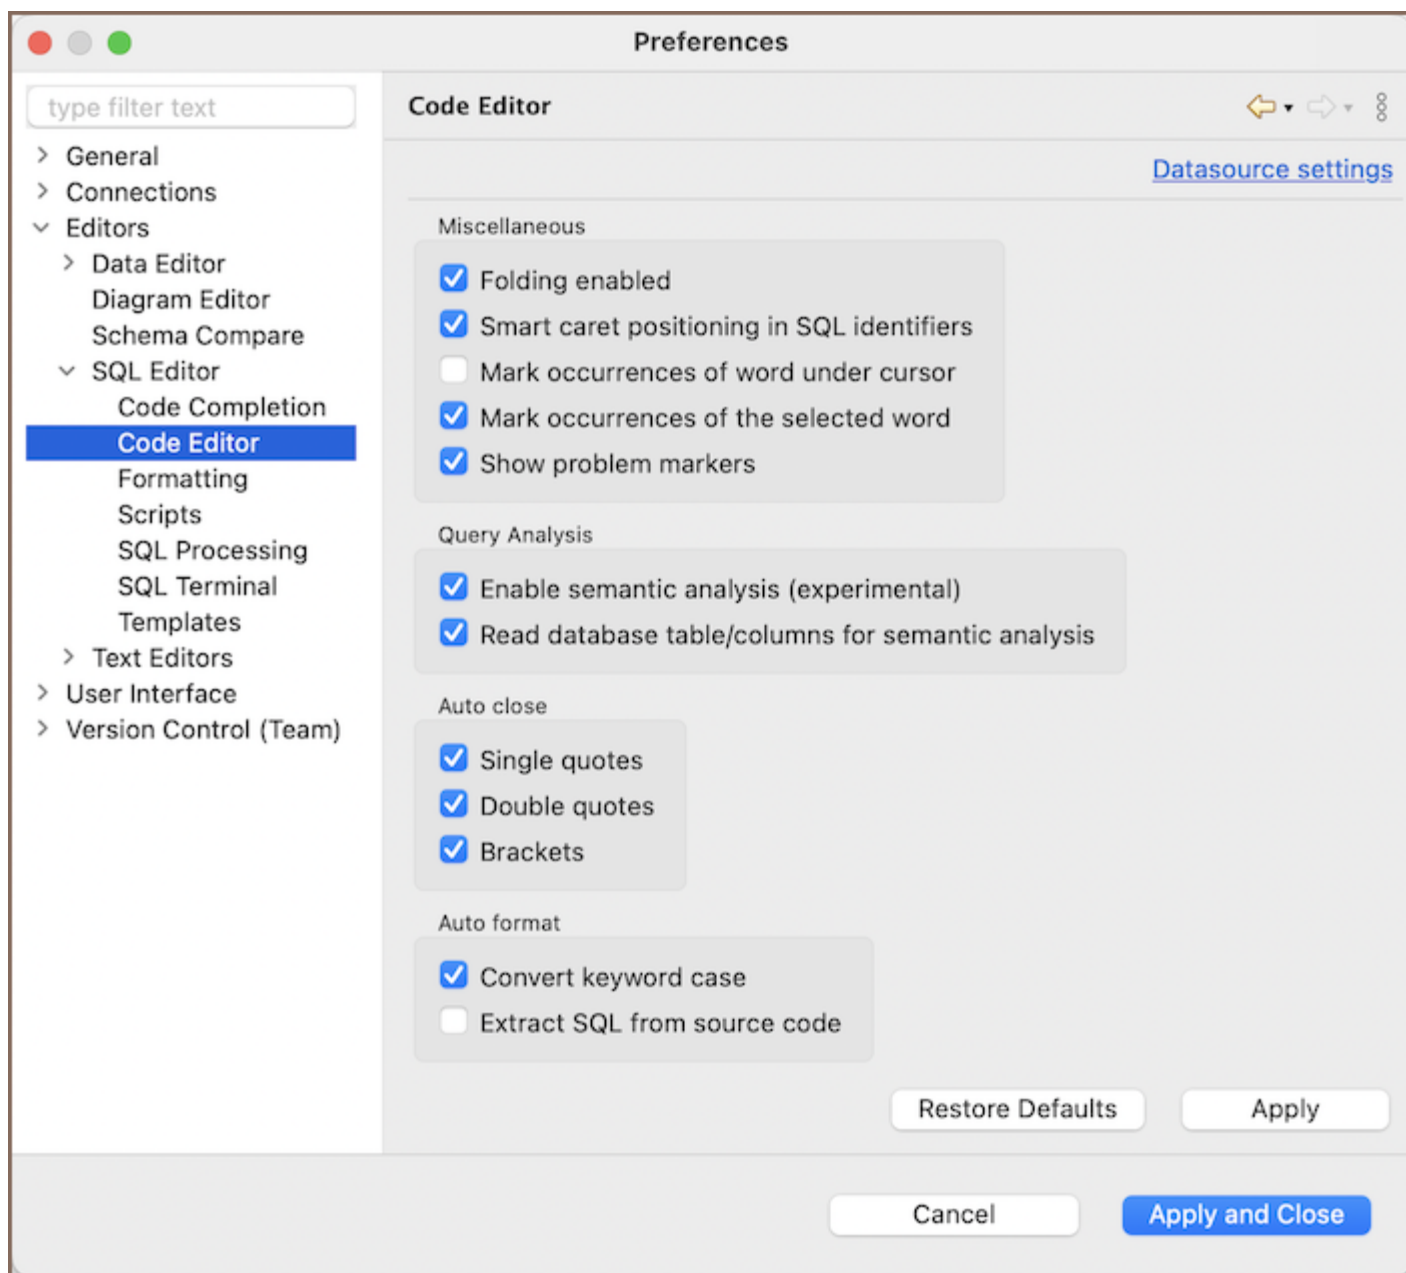 Preferences
type filter text
General
Connections
Editors
Data Editor
Diagram Editor
Schema Compare
SQL Editor
Code Completion
Code Editor
Formatting
Scripts
SQL Processing
SQL Terminal
Templates
Text Editors
User Interface
Version Control (Team)
Code Editor
Datasource settings
Miscellaneous
Folding enabled
Smart caret positioning in SQL identifiers
Mark occurrences of word under cursor
Mark occurrences of the selected word
Show problem markers
Query Analysis
Enable semantic analysis (experimental)
Read database table/columns for semantic analysis
Auto close
Single quotes
Double quotes
Brackets
Auto format
Convert keyword case
Extract SQL from source code
Restore Defaults
Apply
Cancel
Apply and Close